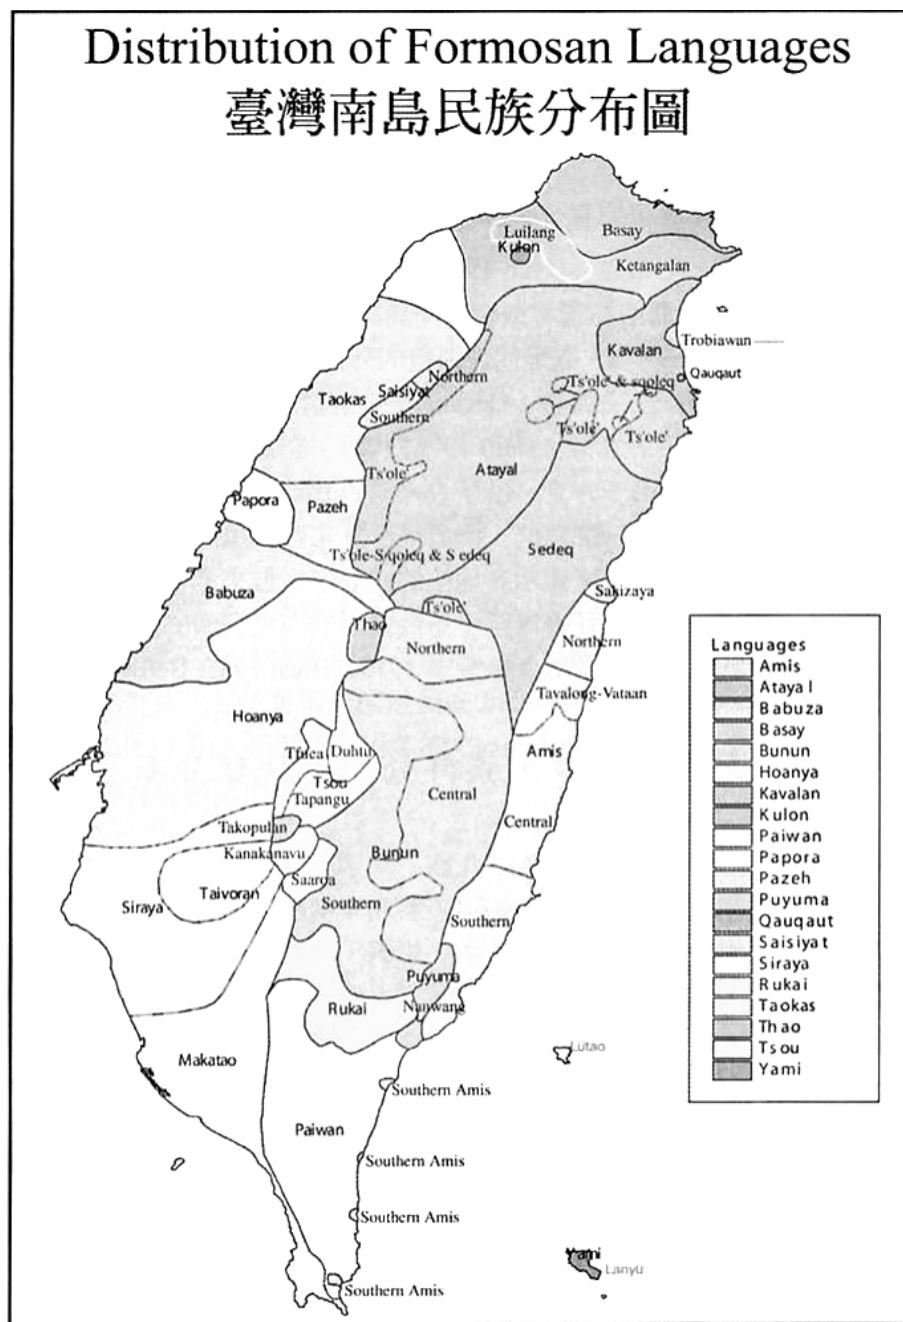 Distribution of Formosan Languages
臺灣南島民族分布圖
Luilang
Kulon
Basay
Ketangalan
Trobiawan
Kavalan
Qauqaut
Northern
Saisiyat
Taokas
Southern
Ts'ole' & sqoleq
Ts'ole'
Ts'ole'
Ts'ole'
Atayal
Papora
Pazeh
Sedeq
Ts'ole-S/qoleq & S edeq
Babuza
Sakizaya
Ts'ole'
Thao
Northern
Northern
Tavalong-Vataan
Hoanya
Amis
Tfuea
Duhtu
Tsou
Tapangu
Central
Central
Takopulan
Kanakanavu
Bunun
Saaroa
Siraya
Taivoran
Southern
Southern
Puyuma
Nanwang
Rukai
Makatao
Lutao
Southern Amis
Paiwan
Southern Amis
Southern Amis
Yami
Lanyü
Southern Amis
Languages
Amis
Atayal
Babuza
Basay
Bunun
Hoanya
Kavalan
Kulon
Paiwan
Papora
Pazeh
Puyuma
Qauqaut
Saisiyat
Siraya
Rukai
Taokas
Thao
Tsou
Yami